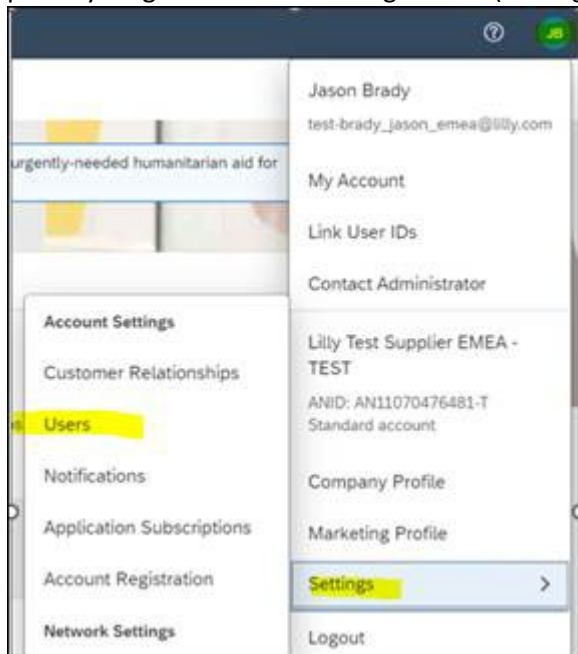 JB
Jason Brady
test-brady_jason_emea@lilly.com
urgently-needed humanitarian aid for
My Account
Link User IDs
Contact Administrator
Account Settings
Customer Relationships
Users
Notifications
Application Subscriptions
Account Registration
Network Settings
Lilly Test Supplier EMEA -
TEST
ANID: AN11070476481-T
Standard account
Company Profile
Marketing Profile
Settings
Logout